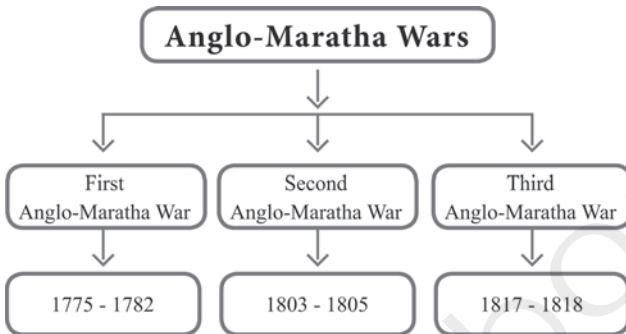 Anglo-Maratha Wars
First
Anglo-Maratha War
Second
Anglo-Maratha War
Third
Anglo-Maratha War
1775 - 1782
1803 - 1805
1817 - 1818